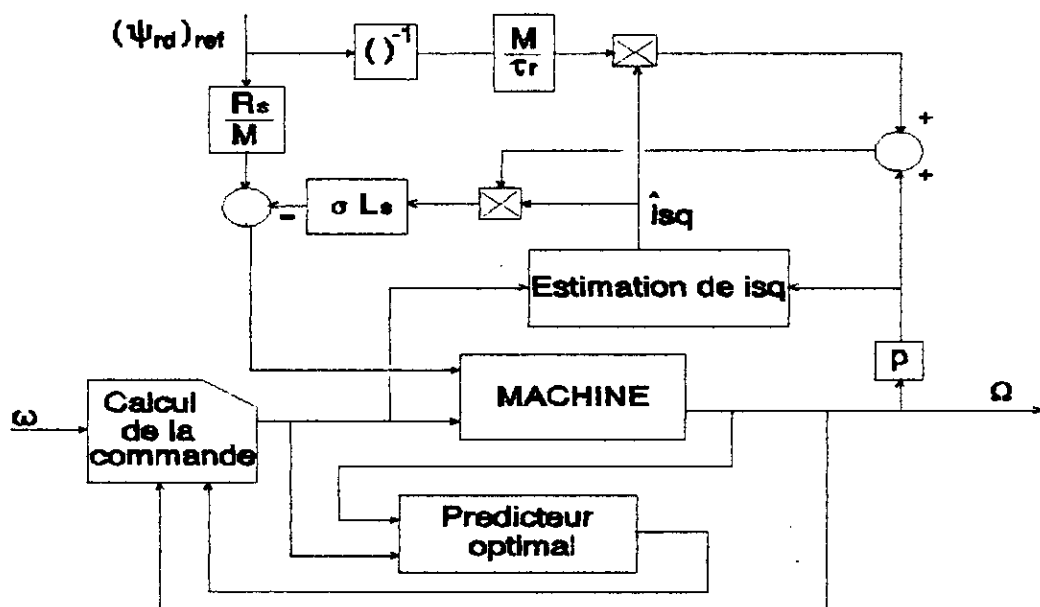 (Ψrd)ref
( )-1
M
τr
Rs
M
+
+
σ Ls
-
îsq
Estimation de isq
p
MACHINE
Ω
ω
Calcul
de la
commande
Predicteur
optimal